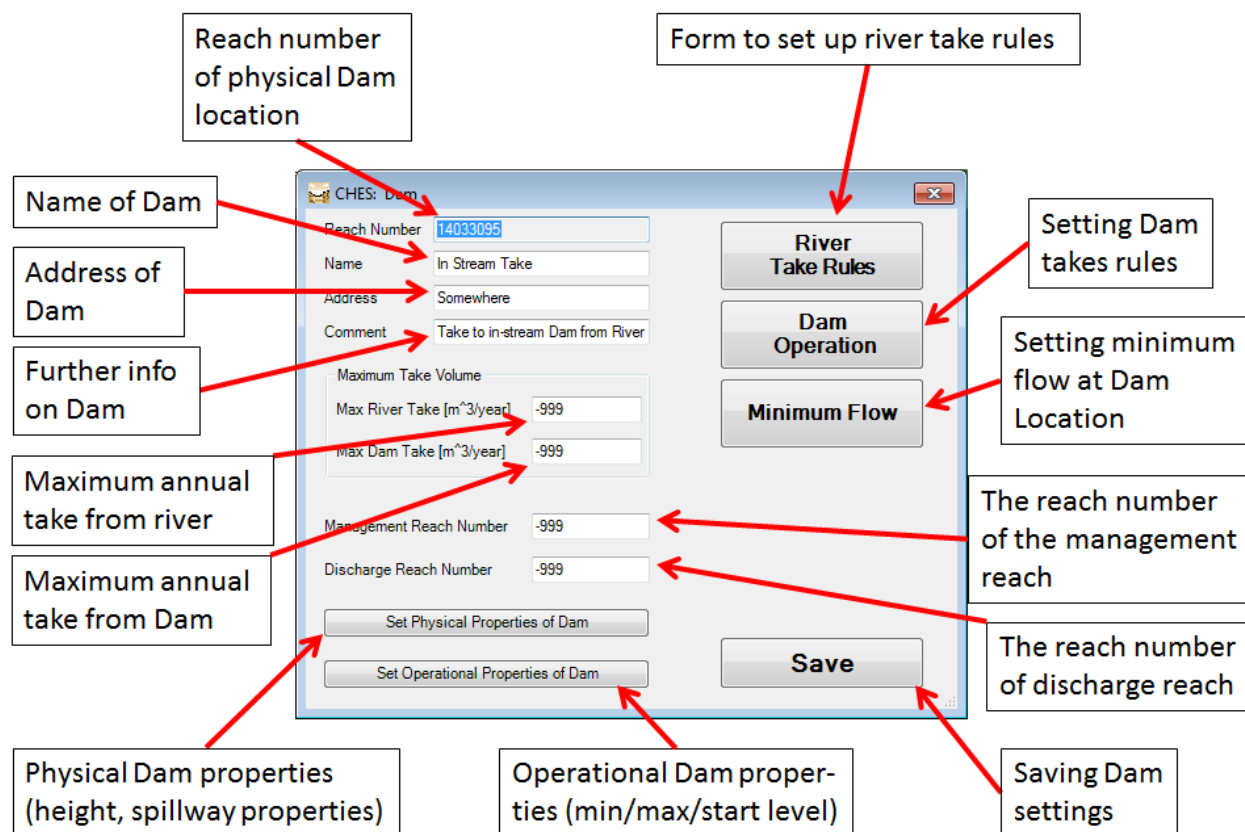 Reach number
of physical Dam
location
Form to set up river take rules
Name of Dam
Address of
Dam
Further info
on Dam
Maximum annual
take from river
Maximum annual
take from Dam
CHES: Dam
Reach Number 14033095
Name In Stream Take
Address Somewhere
Comment Take to in-stream Dam from River
Maximum Take Volume
Max River Take [m^3/year] -999
Max Dam Take [m^3/year] -999
Management Reach Number -999
Discharge Reach Number -999
Set Physical Properties of Dam
Set Operational Properties of Dam
River
Take Rules
Dam
Operation
Minimum Flow
Save
Setting Dam
takes rules
Setting minimum
flow at Dam
Location
The reach number
of the management
reach
The reach number
of discharge reach
Physical Dam properties
(height, spillway properties)
Operational Dam proper-
ties (min/max/start level)
Saving Dam
settings